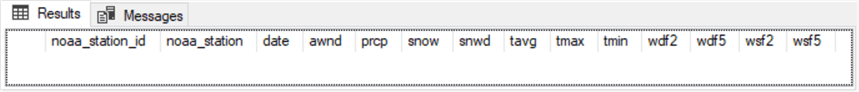 Results Messages
noaa_station_id noaa_station date awnd prcp snow snwd tavg tmax tmin wdf2 wdf5 wsf2 wsf5